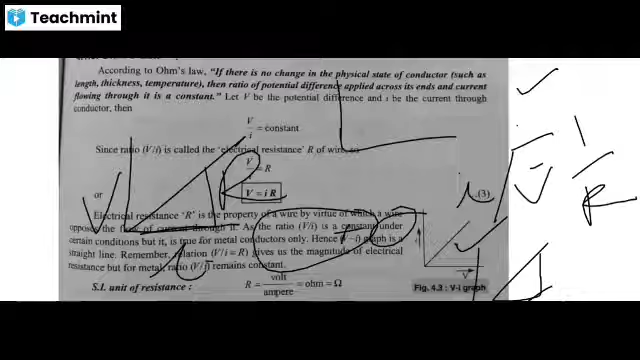 Teachmint
According to Ohm's law, "If there is no change in the physical state of conductor (such as
length, thickness, temperature), then ratio of potential difference applied across its ends and current
flowing through it is a constant." Let V be the potential difference and i be the current through
conductor, then
V/i = constant
Since ratio (V/i) is called the 'electrical resistance' R of wire, so
V/i = R
or V = i R ...(3)
Electrical resistance 'R' is the property of a wire by virtue of which a wire
opposes the flow of current through it. As the ratio (V/i) is a constant under
certain conditions but it, is true for metal conductors only. Hence (V–i) graph is a
straight line. Remember, relation (V/i = R) gives us the magnitude of electrical
resistance but for metal, ratio (V/i) remains constant.
S.I. unit of resistance : R = volt/ampere = ohm = Ω
Fig. 4.3 : V-i graph
V
R
1/R